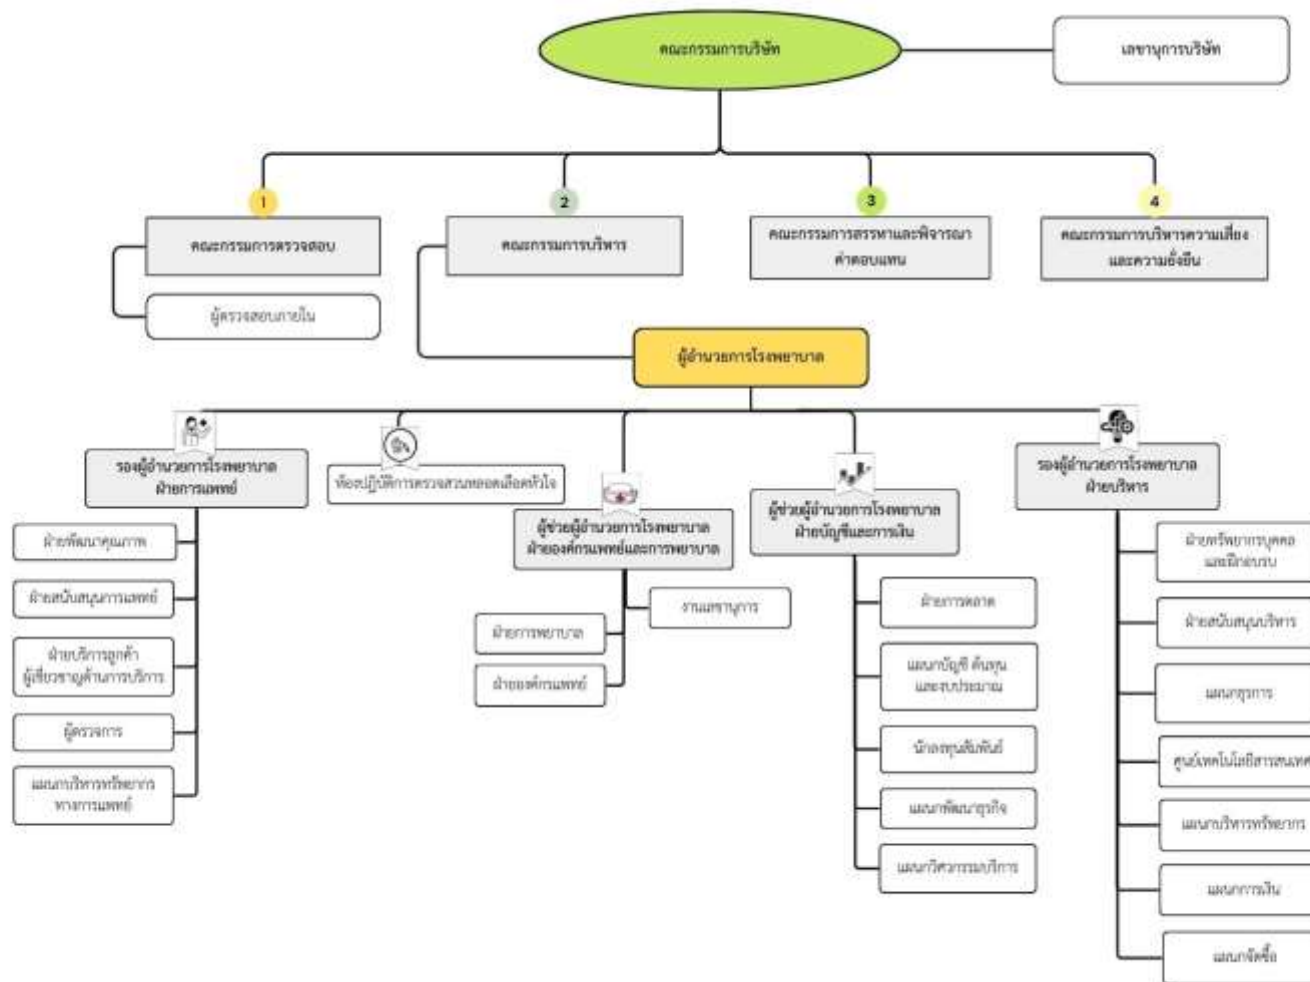 คณะกรรมการบริษัท
เลขานุการบริษัท
1
2
3
4
คณะกรรมการตรวจสอบ
คณะกรรมการบริหาร
คณะกรรมการสรรหาและพิจารณา
ค่าตอบแทน
คณะกรรมการบริหารความเสี่ยง
และความยั่งยืน
ผู้ตรวจสอบภายใน
ผู้อำนวยการโรงพยาบาล
รองผู้อำนวยการโรงพยาบาล
ฝ่ายการแพทย์
ห้องปฏิบัติการตรวจสวนหลอดเลือดหัวใจ
ผู้ช่วยผู้อำนวยการโรงพยาบาล
ฝ่ายองค์กรแพทย์และการพยาบาล
ผู้ช่วยผู้อำนวยการโรงพยาบาล
ฝ่ายบัญชีและการเงิน
รองผู้อำนวยการโรงพยาบาล
ฝ่ายบริหาร
ฝ่ายพัฒนาคุณภาพ
ฝ่ายสนับสนุนการแพทย์
ฝ่ายบริการลูกค้า
ผู้เชี่ยวชาญด้านการบริการ
ผู้ตรวจการ
แผนกบริหารทรัพยากร
ทางการแพทย์
งานเลขานุการ
ฝ่ายการพยาบาล
ฝ่ายองค์กรแพทย์
ฝ่ายการตลาด
แผนกบัญชี ต้นทุน
และงบประมาณ
นักลงทุนสัมพันธ์
แผนกพัฒนาธุรกิจ
แผนกวิศวกรรมบริการ
ฝ่ายทรัพยากรบุคคล
และฝึกอบรม
ฝ่ายสนับสนุนบริหาร
แผนกธุรการ
ศูนย์เทคโนโลยีสารสนเทศ
แผนกบริหารทรัพยากร
แผนกการเงิน
แผนกจัดซื้อ